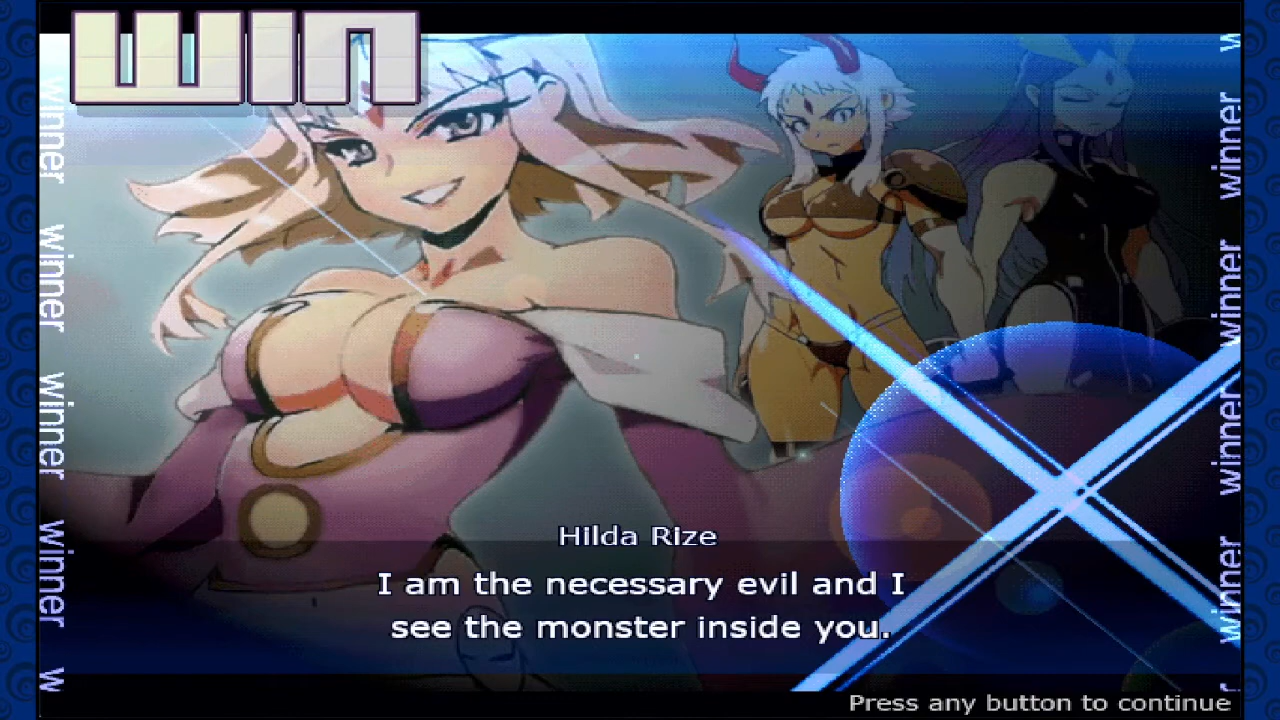 WIN
winner winner winner winner w
w winner winner winner winner r
Hilda Rize
I am the necessary evil and I
see the monster inside you.
Press any button to continue